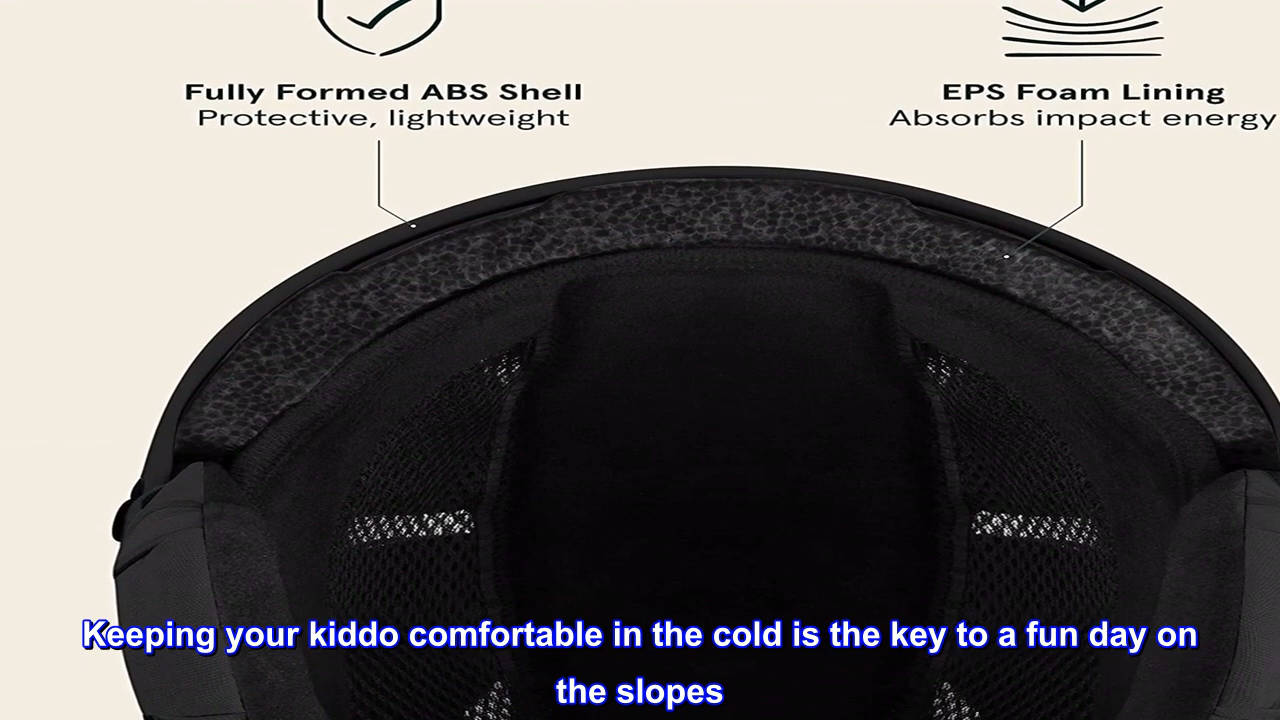 Fully Formed ABS Shell
Protective, lightweight
EPS Foam Lining
Absorbs impact energy
Keeping your kiddo comfortable in the cold is the key to a fun day on
the slopes